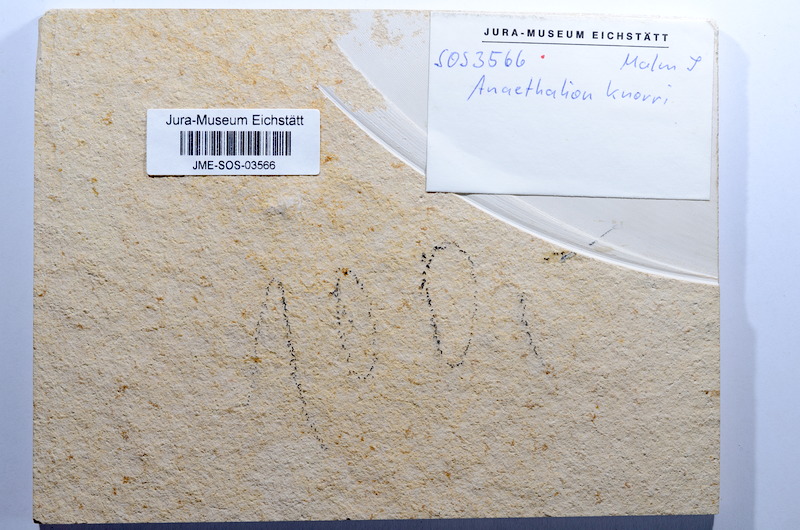 JURA-MUSEUM EICHSTÄTT
SOS3566 Malm ζ
Anaethalion knorri
Jura-Museum Eichstätt
JME-SOS-03566